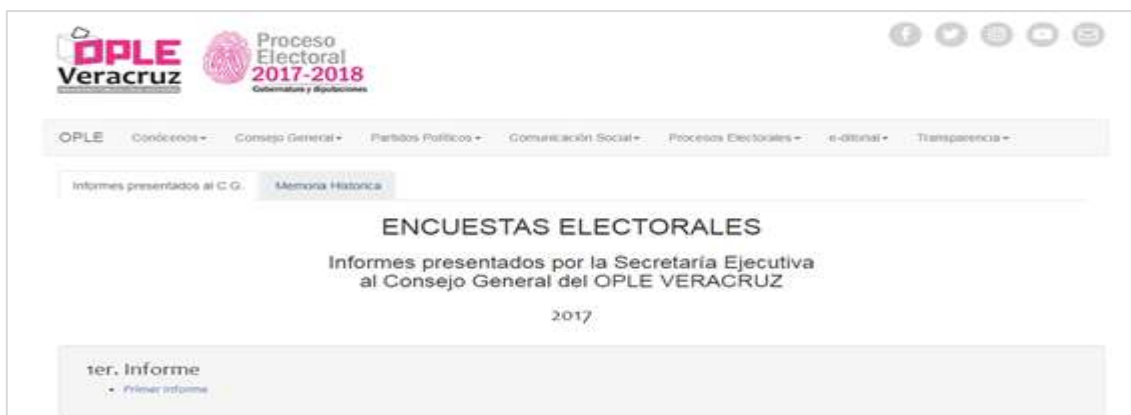 OPLE
Veracruz
Proceso
Electoral
2017-2018
Gubernatura y diputaciones
OPLE Conócenos Consejo General Partidos Políticos Comunicación Social Procesos Electorales e-ditorial Transparencia
Informes presentados al C.G. Memoria Historica
ENCUESTAS ELECTORALES
Informes presentados por la Secretaría Ejecutiva
al Consejo General del OPLE VERACRUZ
2017
1er. Informe
• Primer informe